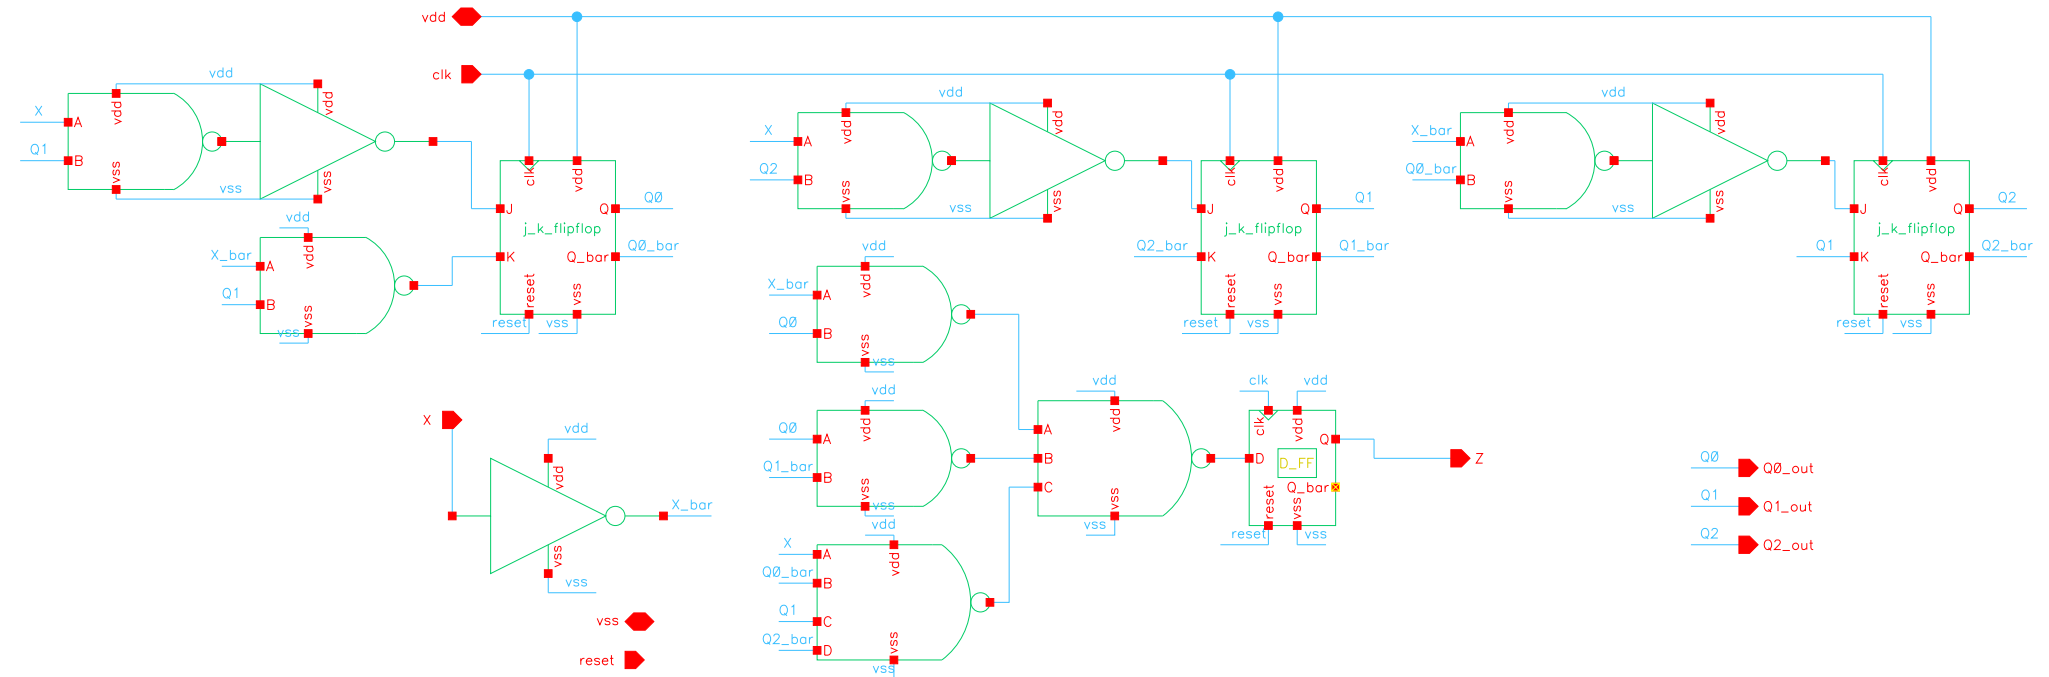 vdd
clk
vdd
X
Q1
A
B
vdd
vss
vss
vdd
vss
vdd
X_bar
Q1
A
B
vdd
vss
vss
clk
vdd
J
K
Q
Q_bar
j_k_flipflop
reset
vss
Q0
Q0_bar
reset
vss
vdd
X
Q2
A
B
vdd
vss
vss
vdd
vss
clk
vdd
J
K
Q
Q_bar
j_k_flipflop
reset
vss
Q2_bar
Q1
Q1_bar
reset
vss
vdd
X_bar
Q0_bar
A
B
vdd
vss
vss
vdd
vss
clk
vdd
J
K
Q
Q_bar
j_k_flipflop
reset
vss
Q1
Q2
Q2_bar
reset
vss
vdd
X_bar
Q0
A
B
vdd
vss
vss
vdd
Q0
Q1_bar
A
B
vdd
vss
vss
vdd
X
Q0_bar
Q1
Q2_bar
A
B
C
D
vdd
vss
vss
vdd
A
B
C
vdd
vss
vss
clk
vdd
clk
vdd
D
Q
D_FF
Q_bar
reset
vss
reset
vss
Z
X
vdd
vdd
X_bar
vss
vss
vss
reset
Q0
Q0_out
Q1
Q1_out
Q2
Q2_out